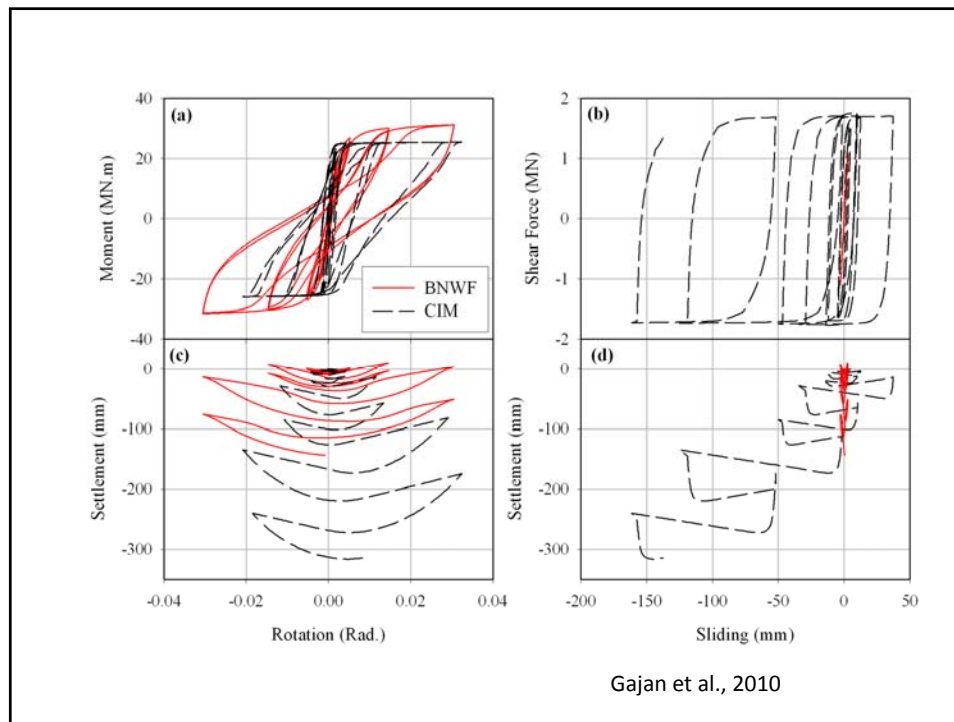 40
20
0
-20
-40
Moment (MN.m)
(a)
BNWF
CIM
2
1
0
-1
-2
Shear Force (MN)
(b)
0
-100
-200
-300
Settlement (mm)
(c)
-0.04 -0.02 0.00 0.02 0.04
Rotation (Rad.)
0
-100
-200
-300
Settlement (mm)
(d)
-200 -150 -100 -50 0 50
Sliding (mm)
Gajan et al., 2010